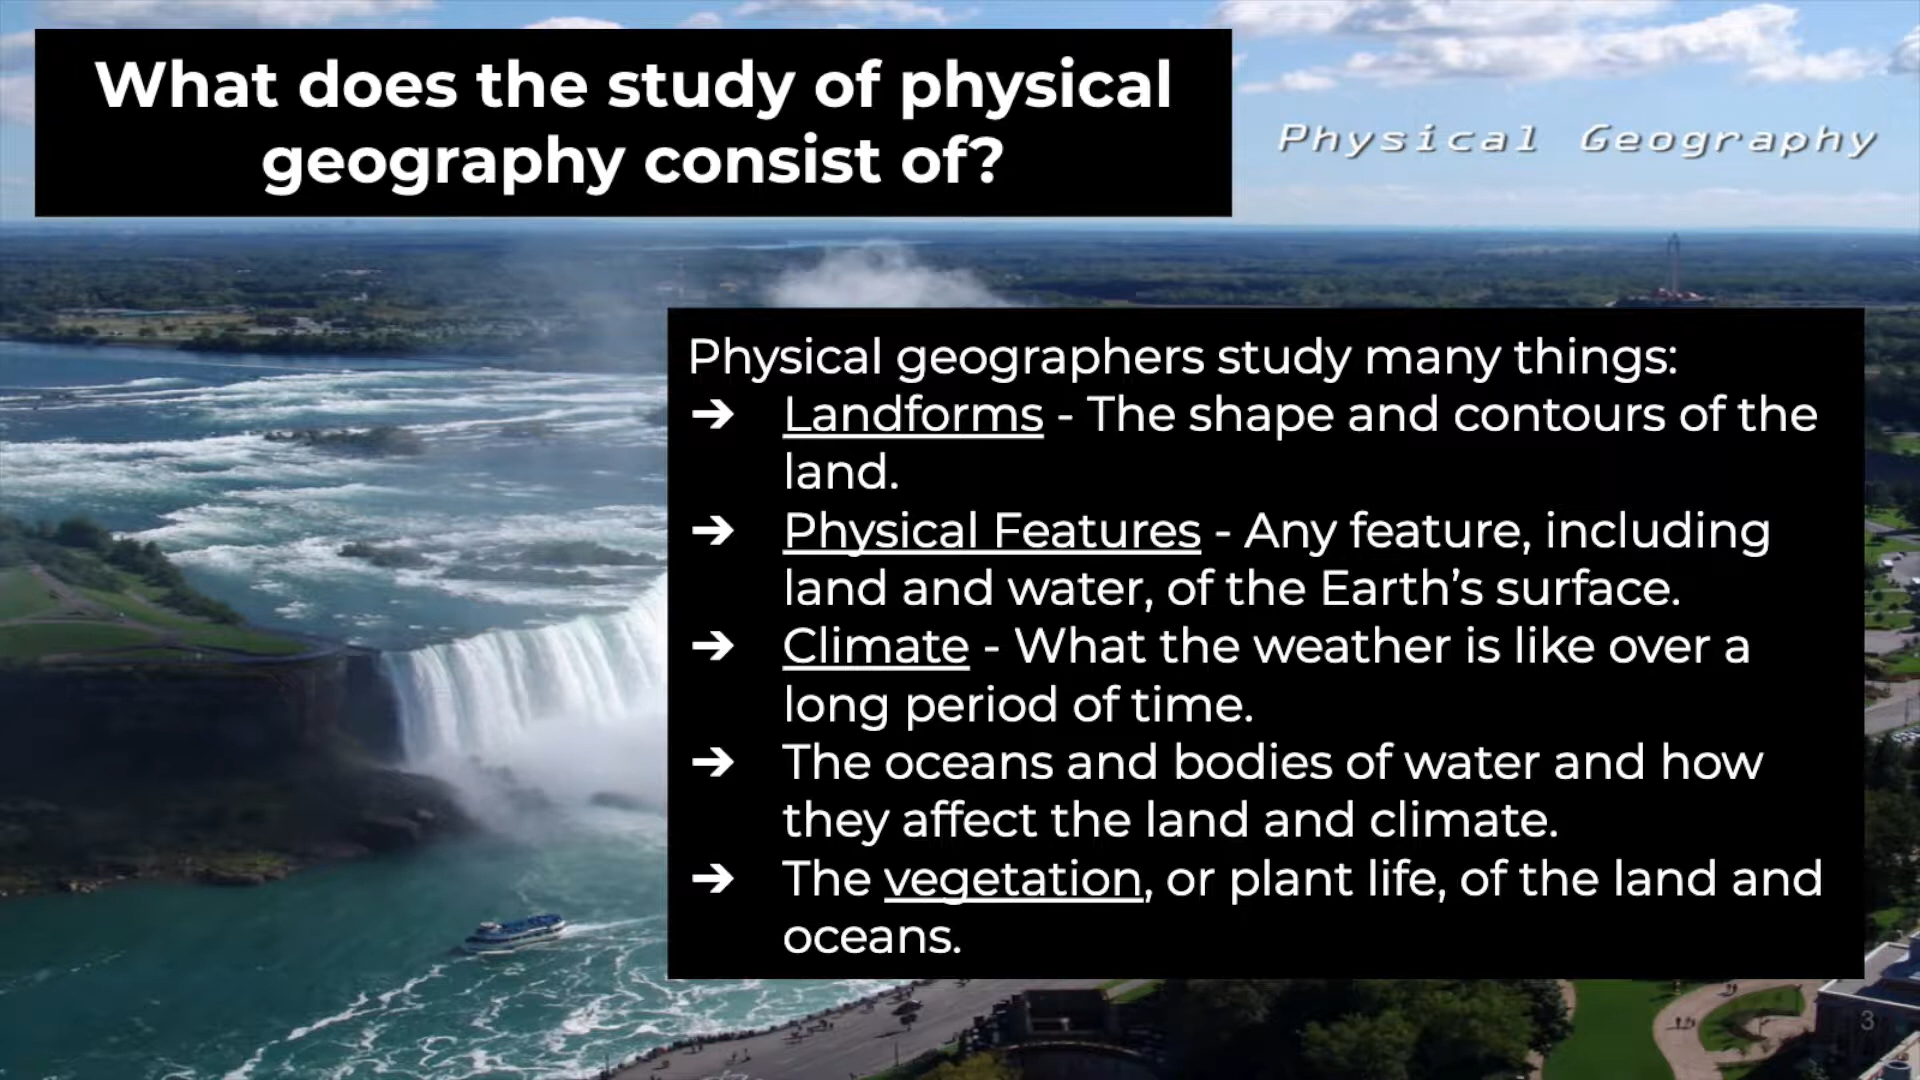 What does the study of physical
geography consist of?
Physical Geography
Physical geographers study many things:
➔ Landforms - The shape and contours of the
land.
➔ Physical Features - Any feature, including
land and water, of the Earth’s surface.
➔ Climate - What the weather is like over a
long period of time.
➔ The oceans and bodies of water and how
they affect the land and climate.
➔ The vegetation, or plant life, of the land and
oceans.
3